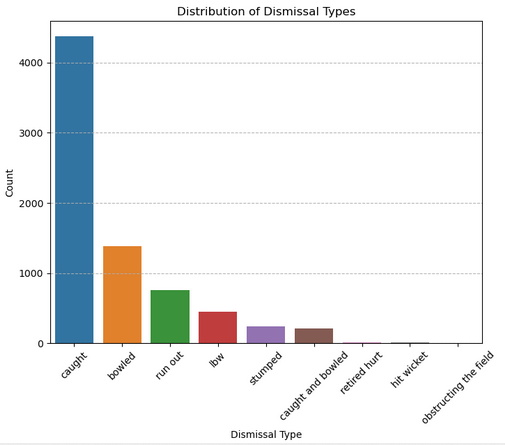 Distribution of Dismissal Types
4000
3000
2000
1000
0
Count
caught
bowled
run out
lbw
stumped
caught and bowled
retired hurt
hit wicket
obstructing the field
Dismissal Type